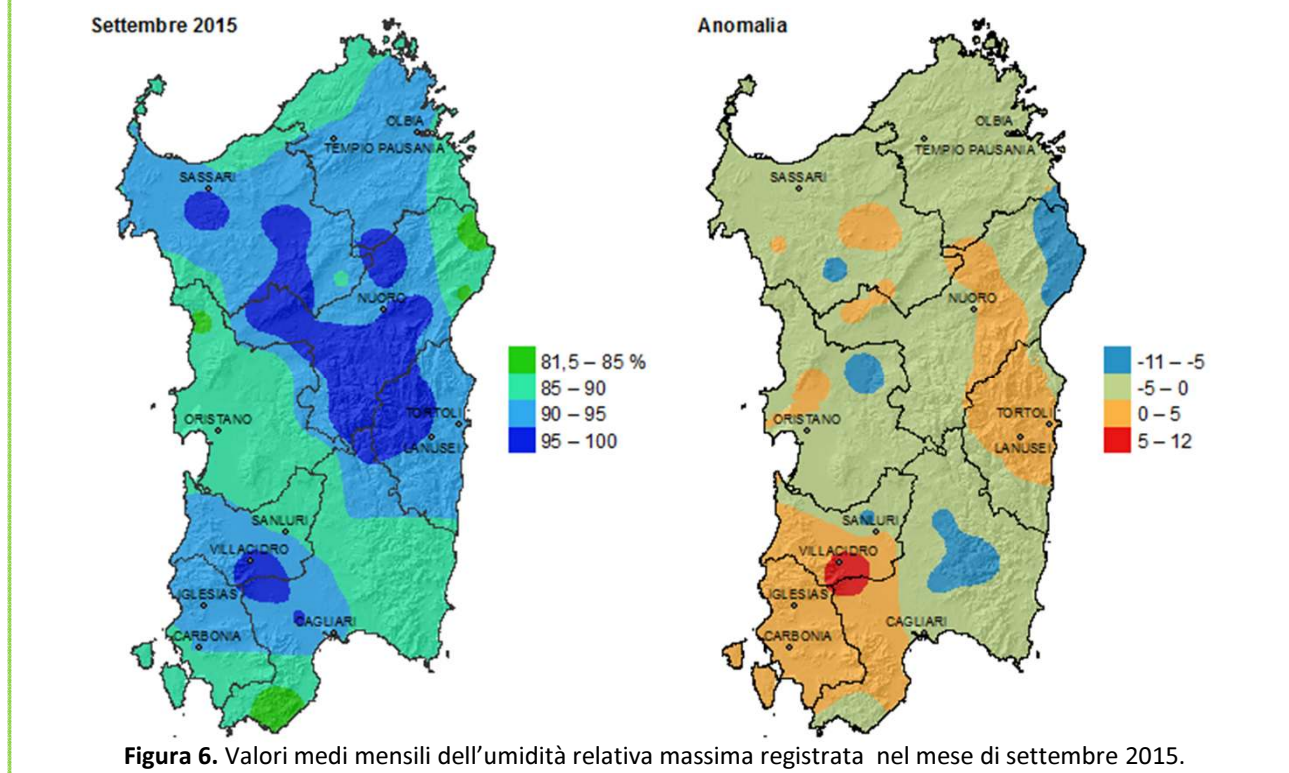 Settembre 2015
OLBIA
TEMPIO PAUSANIA
SASSARI
NUORO
ORISTANO
TORTOLI
LANUSEI
SANLURI
VILLACIDRO
IGLESIAS
CAGLIARI
CARBONIA
81,5 – 85 %
85 – 90
90 – 95
95 – 100
Anomalia
OLBIA
TEMPIO PAUSANIA
SASSARI
NUORO
ORISTANO
TORTOLI
LANUSEI
SANLURI
VILLACIDRO
IGLESIAS
CAGLIARI
CARBONIA
-11 – -5
-5 – 0
0 – 5
5 – 12
Figura 6. Valori medi mensili dell’umidità relativa massima registrata nel mese di settembre 2015.